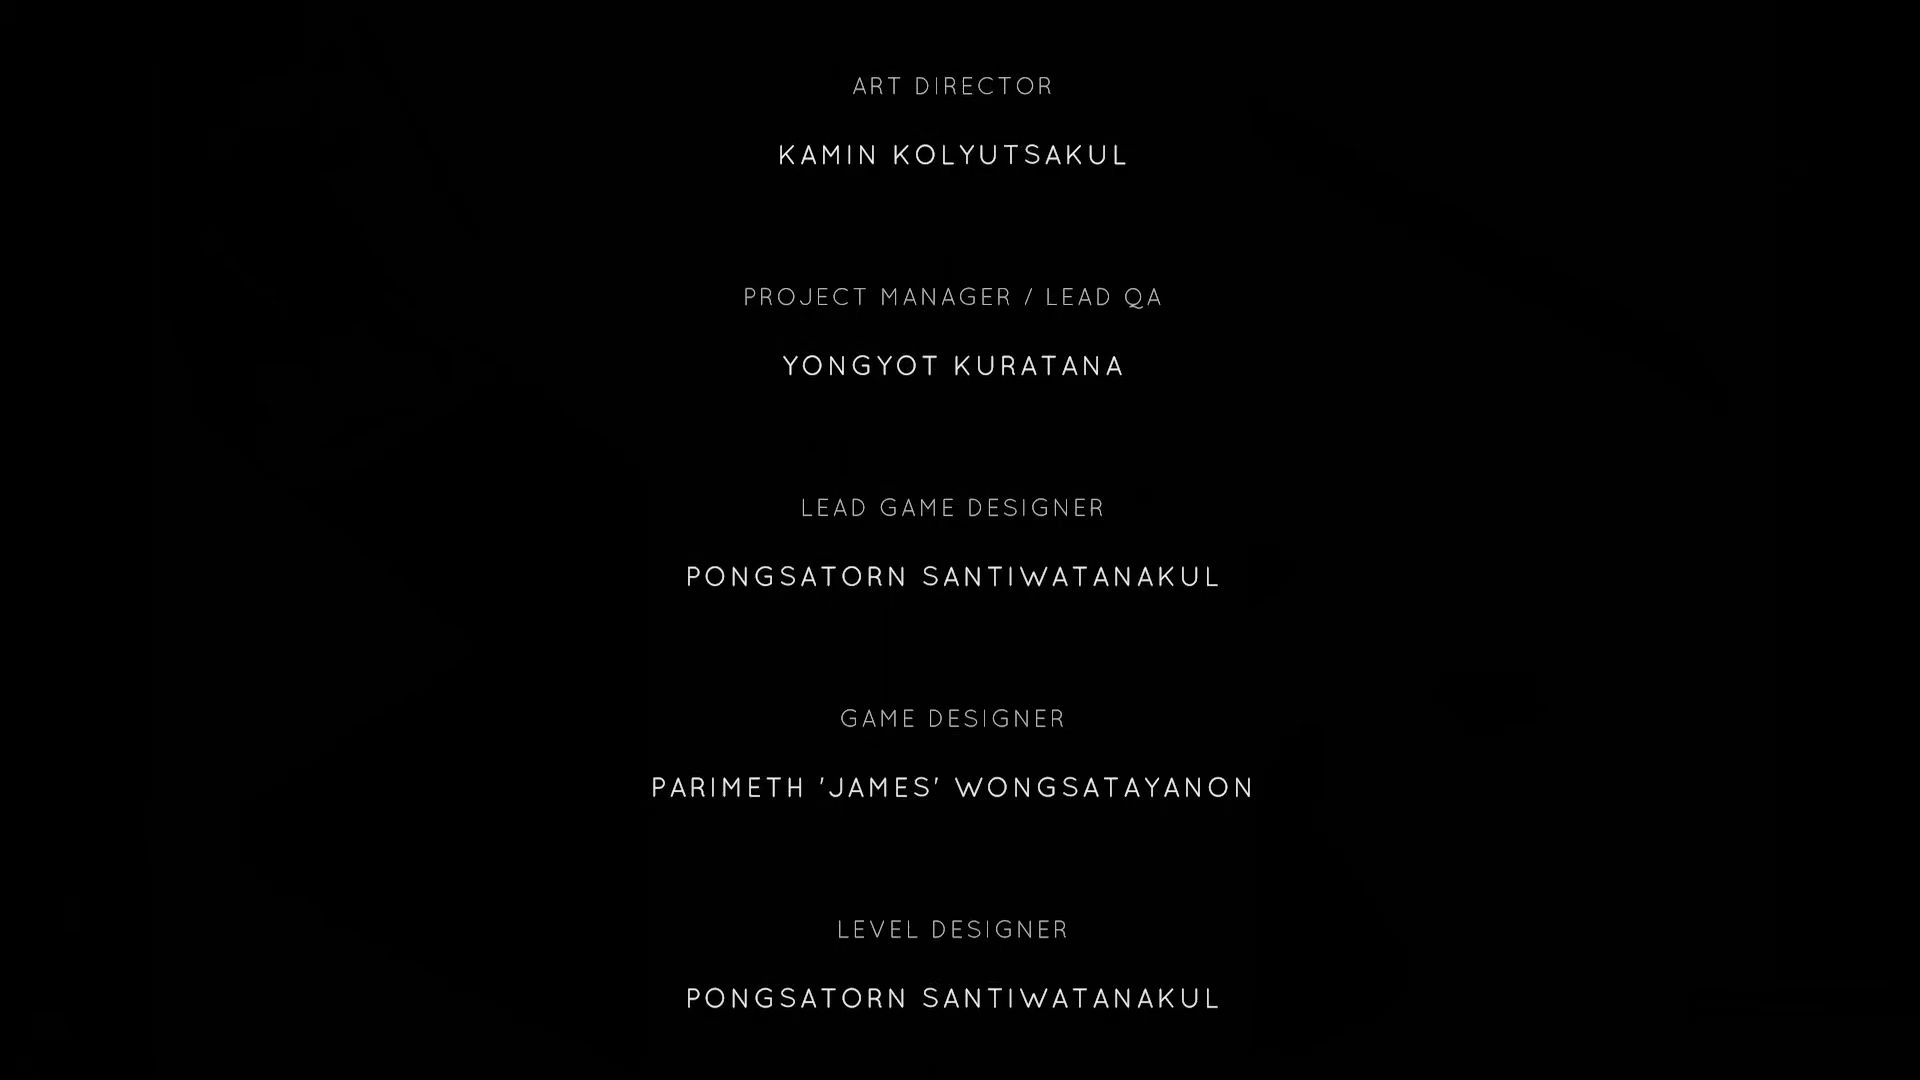 ART DIRECTOR
KAMIN KOLYUTSAKUL
PROJECT MANAGER / LEAD QA
YONGYOT KURATANA
LEAD GAME DESIGNER
PONGSATORN SANTIWATANAKUL
GAME DESIGNER
PARIMETH 'JAMES' WONGSATAYANON
LEVEL DESIGNER
PONGSATORN SANTIWATANAKUL